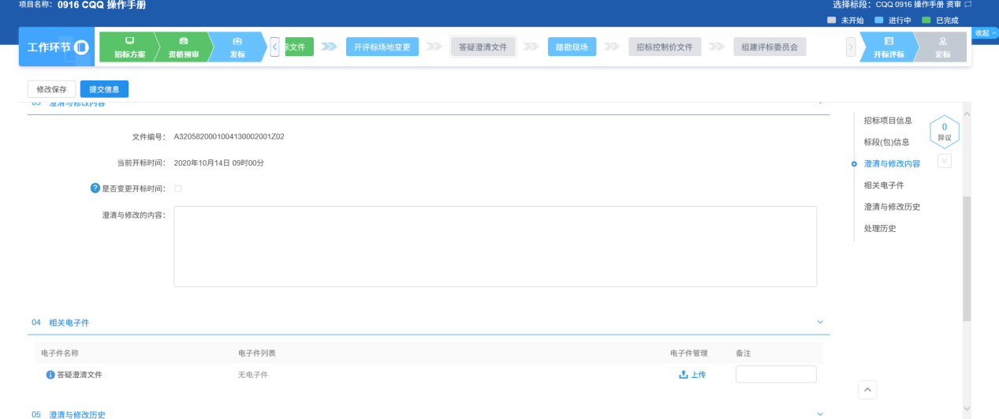 项目名称：0916 CQQ 操作手册
选择标段：CQQ 0916 操作手册 资审
未开始 进行中 已完成
收起
工作环节
招标方案 资格预审 发标 标文件 开评标场地变更 答疑澄清文件 踏勘现场 招标控制价文件 组建评标委员会 开标评标 定标
修改保存 提交信息
03 澄清与修改内容
文件编号： A3205820001004130002001Z02
当前开标时间： 2020年10月14日 09时00分
是否变更开标时间：
澄清与修改的内容：
招标项目信息
标段(包)信息
澄清与修改内容
相关电子件
澄清与修改历史
处理历史
0
异议
04 相关电子件
电子件名称 电子件列表 电子件管理 备注
答疑澄清文件 无电子件 上传
05 澄清与修改历史